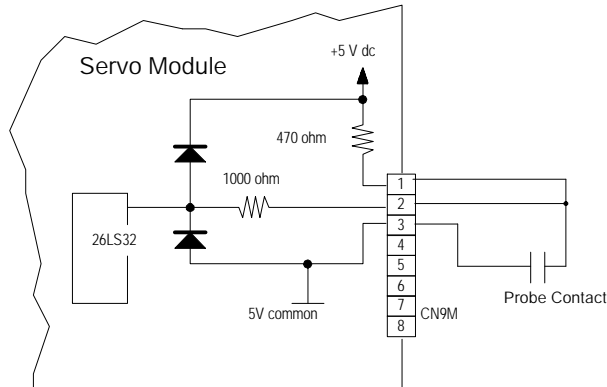 +5 V dc
Servo Module
470 ohm
1000 ohm
1
2
3
4
5
6
7
8
26LS32
5V common
CN9M
Probe Contact